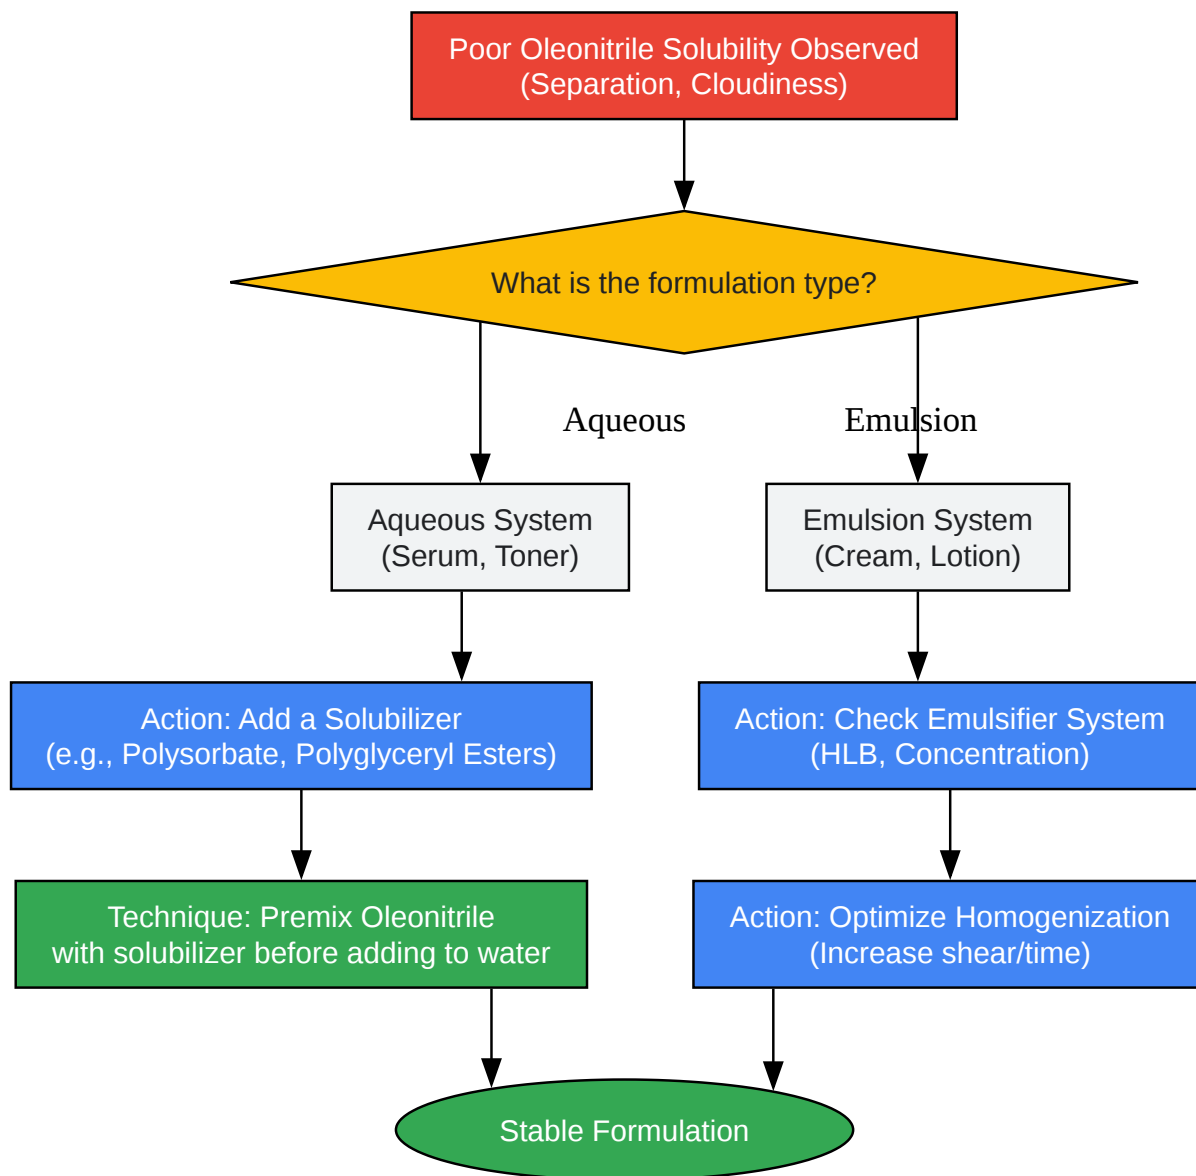 Poor Oleonitrile Solubility Observed
(Separation, Cloudiness)
What is the formulation type?
Aqueous
Emulsion
Aqueous System
(Serum, Toner)
Emulsion System
(Cream, Lotion)
Action: Add a Solubilizer
(e.g., Polysorbate, Polyglyceryl Esters)
Action: Check Emulsifier System
(HLB, Concentration)
Technique: Premix Oleonitrile
with solubilizer before adding to water
Action: Optimize Homogenization
(Increase shear/time)
Stable Formulation